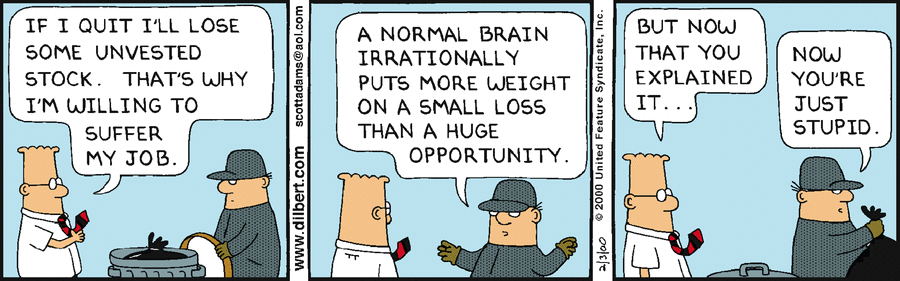 IF I QUIT I'LL LOSE
SOME UNVESTED
STOCK. THAT'S WHY
I'M WILLING TO
SUFFER
MY JOB.
www.dilbert.com
scottadams@aol.com
A NORMAL BRAIN
IRRATIONALLY
PUTS MORE WEIGHT
ON A SMALL LOSS
THAN A HUGE
OPPORTUNITY.
2/3/00
© 2000 United Feature Syndicate, Inc.
BUT NOW
THAT YOU
EXPLAINED
IT...
NOW
YOU'RE
JUST
STUPID.